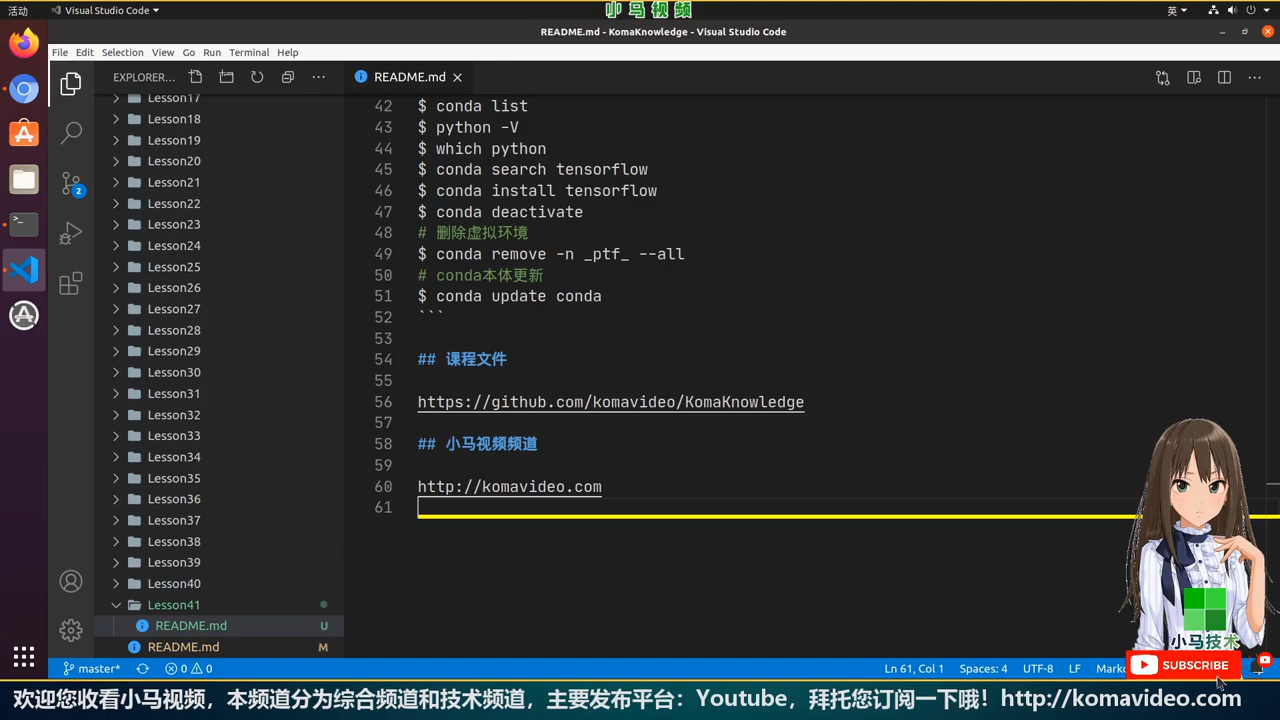 活动
Visual Studio Code
小马视频
英
README.md - KomaKnowledge - Visual Studio Code
File Edit Selection View Go Run Terminal Help
EXPLORER...
README.md
Lesson17
Lesson18
Lesson19
Lesson20
Lesson21
Lesson22
Lesson23
Lesson24
Lesson25
Lesson26
Lesson27
Lesson28
Lesson29
Lesson30
Lesson31
Lesson32
Lesson33
Lesson34
Lesson35
Lesson36
Lesson37
Lesson38
Lesson39
Lesson40
Lesson41
README.md U
README.md M
2
42 $ conda list
43 $ python -V
44 $ which python
45 $ conda search tensorflow
46 $ conda install tensorflow
47 $ conda deactivate
48 # 删除虚拟环境
49 $ conda remove -n _ptf_ --all
50 # conda本体更新
51 $ conda update conda
52 ```
53
54 ## 课程文件
55
56 https://github.com/komavideo/KomaKnowledge
57
58 ## 小马视频频道
59
60 http://komavideo.com
61
小马技术
SUBSCRIBE
master* 0 0 Ln 61, Col 1 Spaces: 4 UTF-8 LF Marko
欢迎您收看小马视频，本频道分为综合频道和技术频道，主要发布平台：Youtube，拜托您订阅一下哦！http://komavideo.com